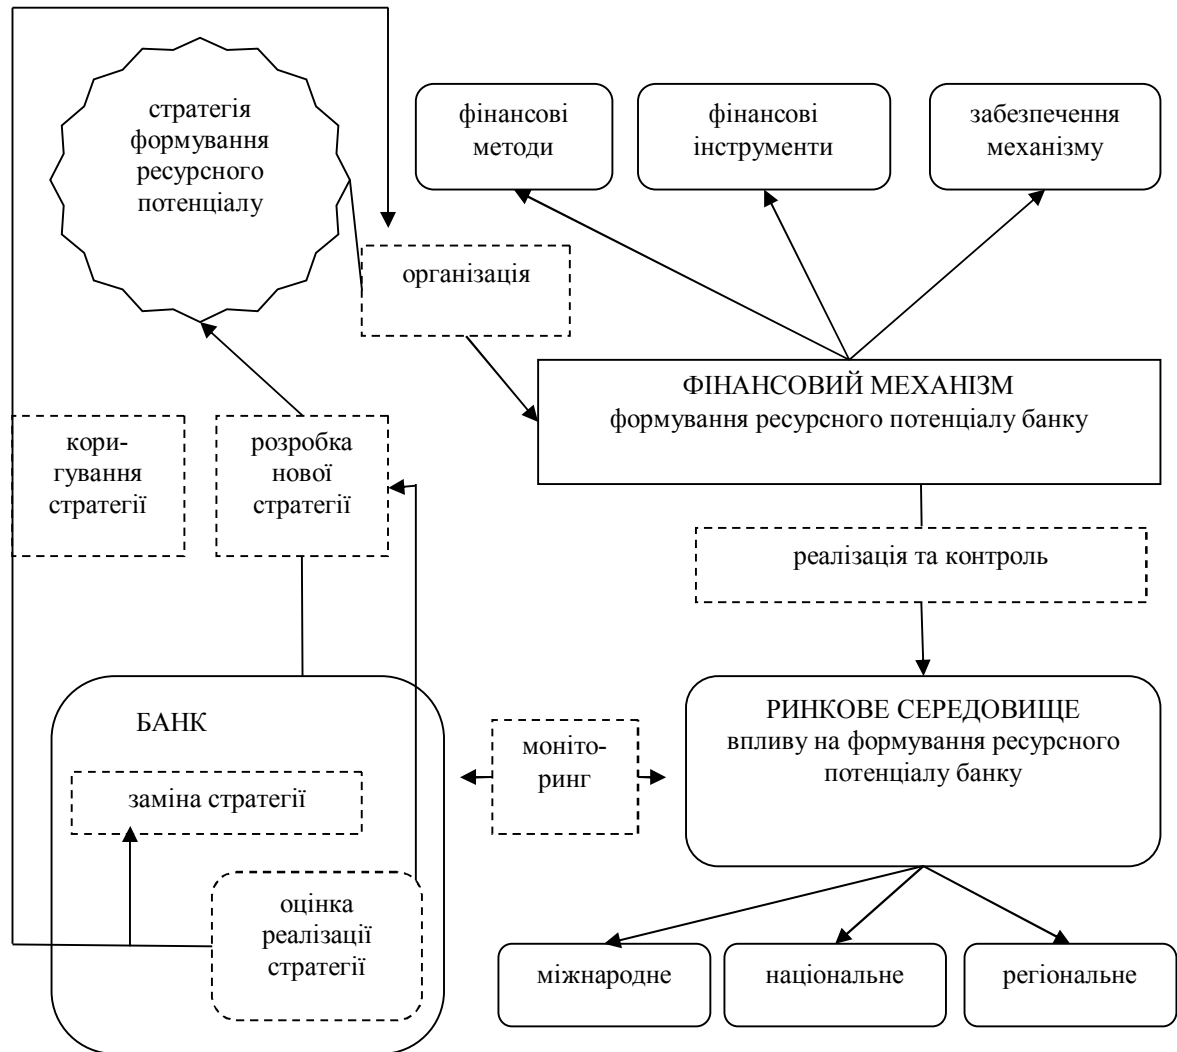 стратегія
формування
ресурсного
потенціалу
фінансові
методи
фінансові
інструменти
забезпечення
механізму
організація
ФІНАНСОВИЙ МЕХАНІЗМ
формування ресурсного потенціалу банку
кори-
гування
стратегії
розробка
нової
стратегії
реалізація та контроль
БАНК
заміна стратегії
оцінка
реалізації
стратегії
моніто-
ринг
РИНКОВЕ СЕРЕДОВИЩЕ
впливу на формування ресурсного
потенціалу банку
міжнародне
національне
регіональне